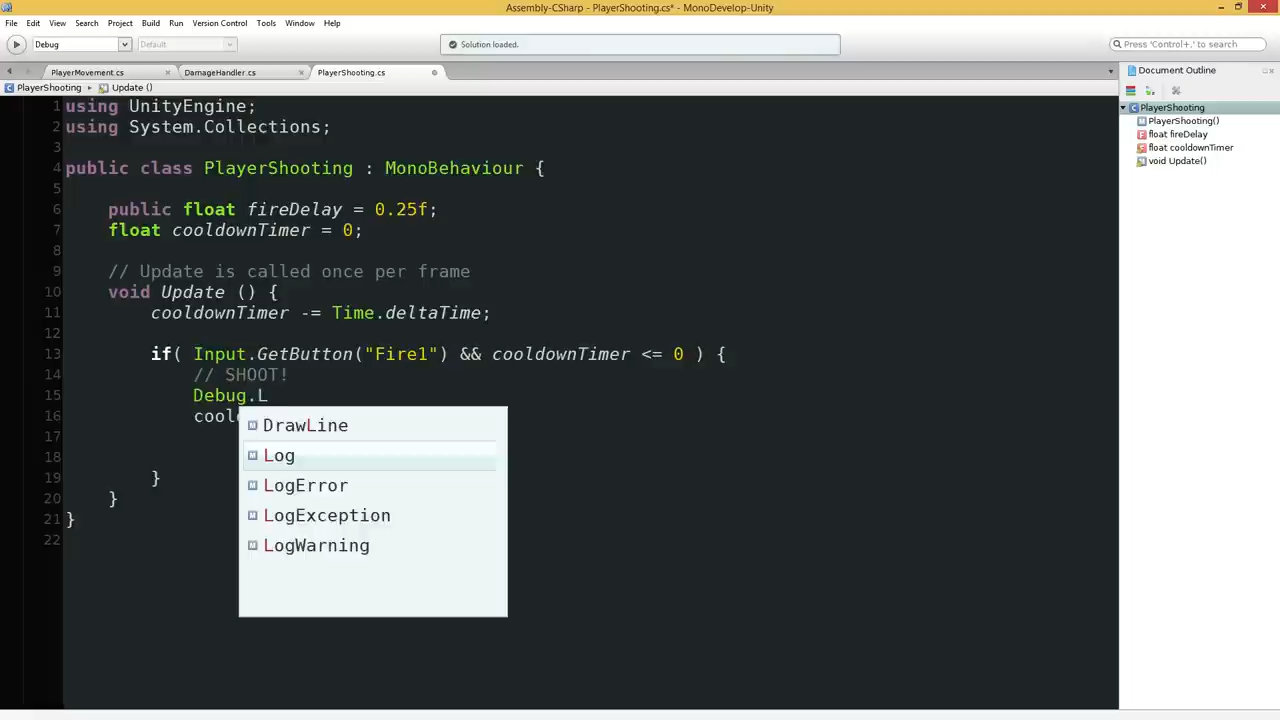 Assembly-CSharp - PlayerShooting.cs* - MonoDevelop-Unity
File Edit View Search Project Build Run Version Control Tools Window Help
Debug Default Solution loaded. Press 'Control+,' to search
PlayerMovement.cs DamageHandler.cs PlayerShooting.cs Document Outline
PlayerShooting Update ()
1 using UnityEngine;
2 using System.Collections;
3
4 public class PlayerShooting : MonoBehaviour {
5
6 public float fireDelay = 0.25f;
7 float cooldownTimer = 0;
8
9 // Update is called once per frame
10 void Update () {
11 cooldownTimer -= Time.deltaTime;
12
13 if( Input.GetButton("Fire1") && cooldownTimer <= 0 ) {
14 // SHOOT!
15 Debug.L
16 cool
17
18
19 }
20 }
21 }
22
DrawLine
Log
LogError
LogException
LogWarning
PlayerShooting
PlayerShooting()
float fireDelay
float cooldownTimer
void Update()